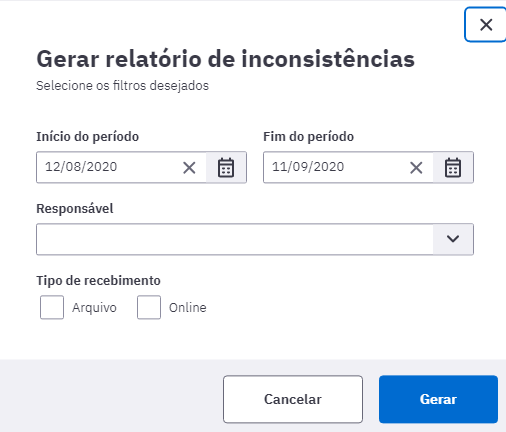 Gerar relatório de inconsistências
Selecione os filtros desejados
Início do período Fim do período
12/08/2020 11/09/2020
Responsável
Tipo de recebimento
Arquivo Online
Cancelar Gerar